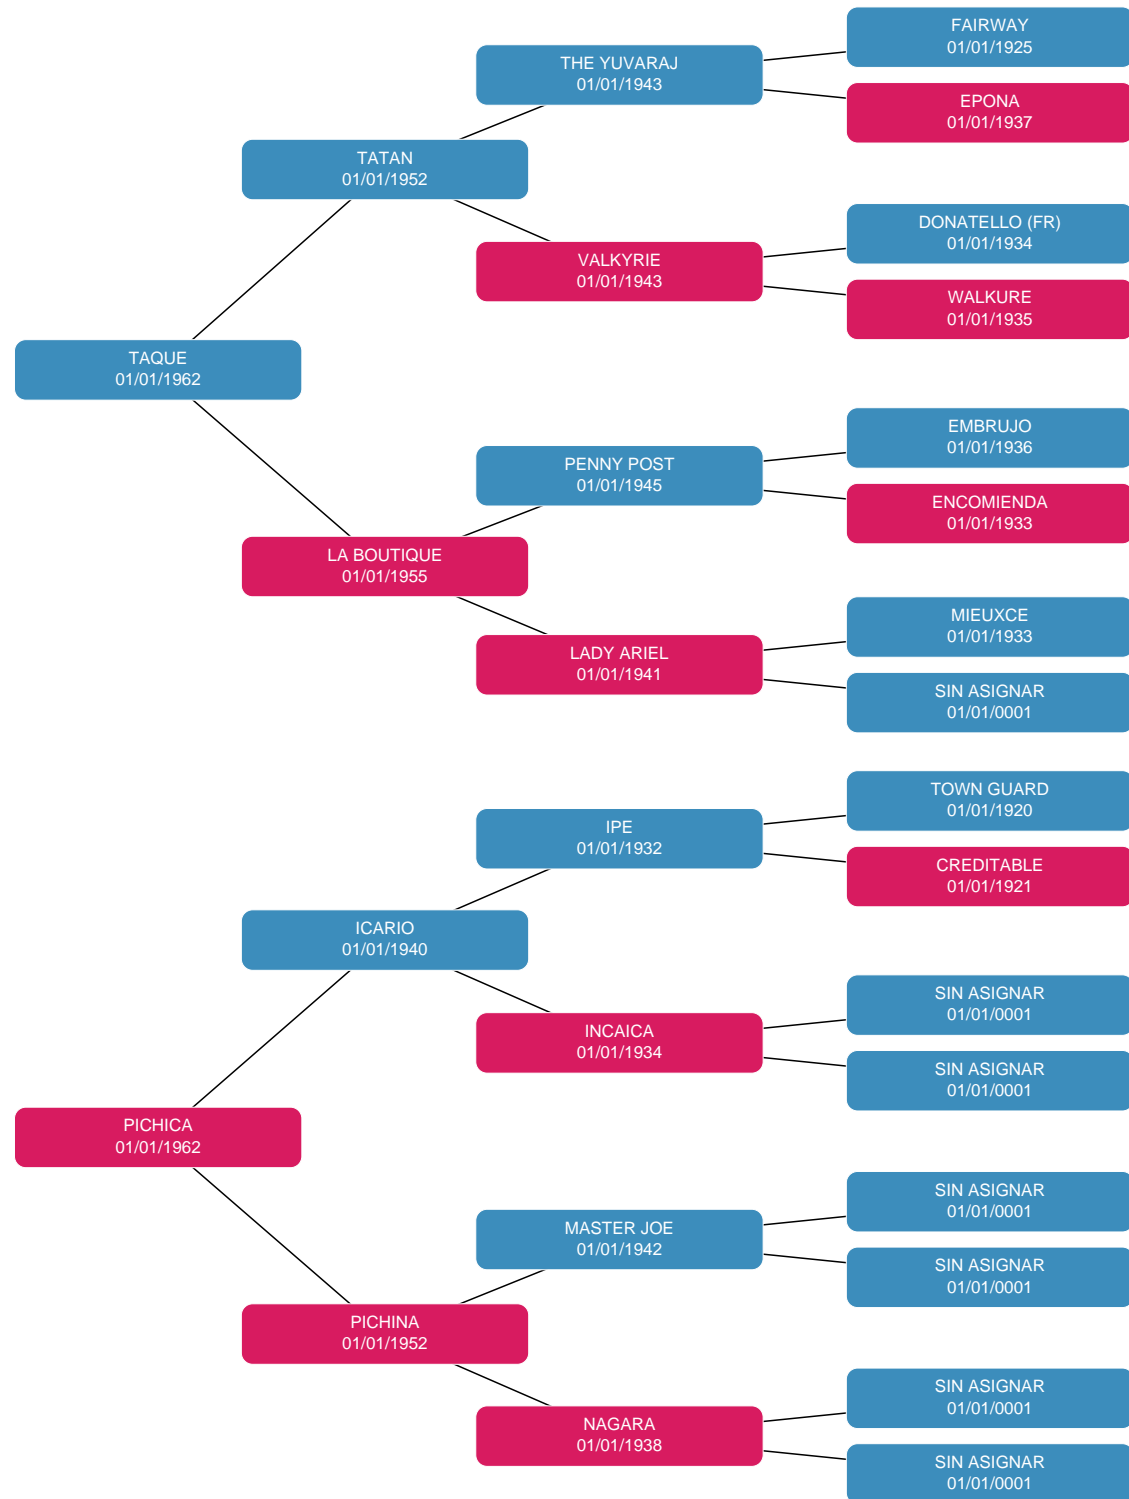 FAIRWAY
01/01/1925
THE YUVARAJ
01/01/1943
EPONA
01/01/1937
TATAN
01/01/1952
DONATELLO (FR)
01/01/1934
VALKYRIE
01/01/1943
WALKURE
01/01/1935
TAQUE
01/01/1962
EMBRUJO
01/01/1936
PENNY POST
01/01/1945
ENCOMIENDA
01/01/1933
LA BOUTIQUE
01/01/1955
MIEUXCE
01/01/1933
LADY ARIEL
01/01/1941
SIN ASIGNAR
01/01/0001
TOWN GUARD
01/01/1920
IPE
01/01/1932
CREDITABLE
01/01/1921
ICARIO
01/01/1940
SIN ASIGNAR
01/01/0001
INCAICA
01/01/1934
SIN ASIGNAR
01/01/0001
PICHICA
01/01/1962
SIN ASIGNAR
01/01/0001
MASTER JOE
01/01/1942
SIN ASIGNAR
01/01/0001
PICHINA
01/01/1952
SIN ASIGNAR
01/01/0001
NAGARA
01/01/1938
SIN ASIGNAR
01/01/0001